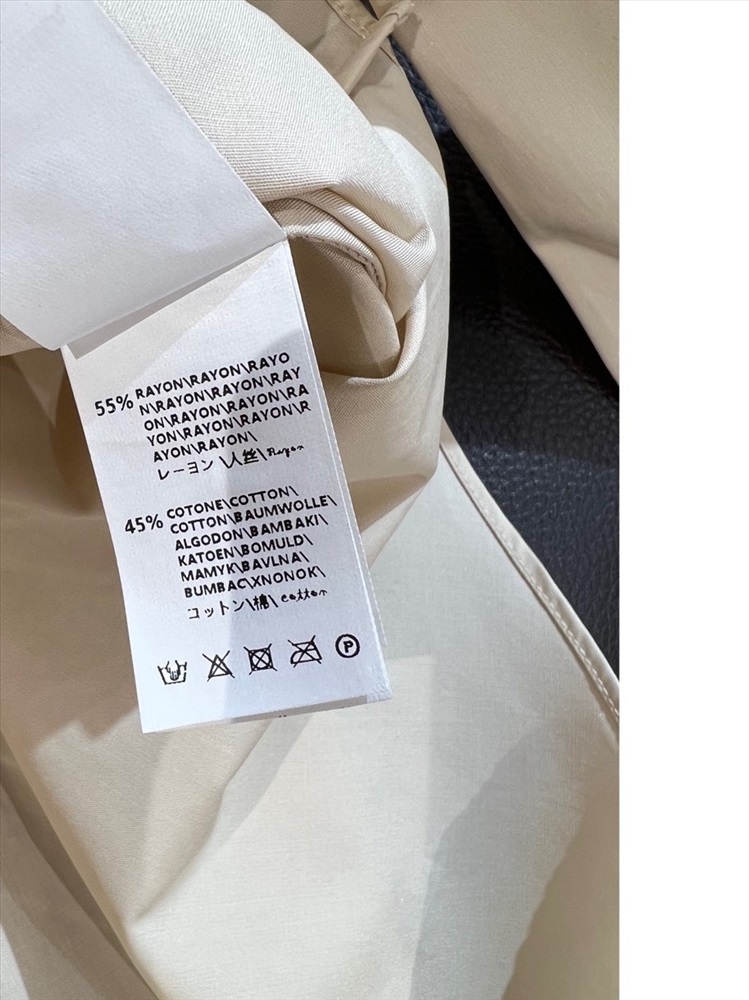 55% RAYON\RAYON\RAYO
N\RAYON\RAYON\RAY
ON\RAYON\RAYON\RA
YON\RAYON\RAYON\R
AYON\RAYON\
レーヨン\人丝\Rayon
45% COTONE\COTTON\
COTTON\BAUMWOLLE\
ALGODON\BAMBAKI\
KATOEN\BOMULD\
MAMYK\BAVLNA\
BUMBAC\XNONOK\
コットン\棉\cotton
P